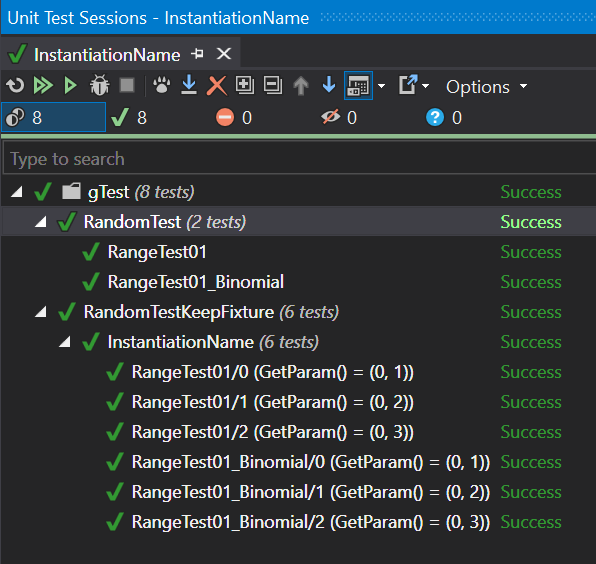 Unit Test Sessions - InstantiationName
InstantiationName
Options
8 8 0 0 0
Type to search
gTest (8 tests) Success
RandomTest (2 tests) Success
RangeTest01 Success
RangeTest01_Binomial Success
RandomTestKeepFixture (6 tests) Success
InstantiationName (6 tests) Success
RangeTest01/0 (GetParam() = (0, 1)) Success
RangeTest01/1 (GetParam() = (0, 2)) Success
RangeTest01/2 (GetParam() = (0, 3)) Success
RangeTest01_Binomial/0 (GetParam() = (0, 1)) Success
RangeTest01_Binomial/1 (GetParam() = (0, 2)) Success
RangeTest01_Binomial/2 (GetParam() = (0, 3)) Success